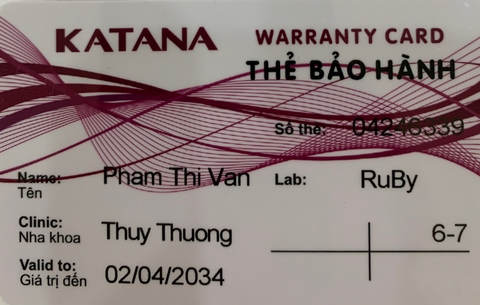 KATANA WARRANTY CARD
THẺ BẢO HÀNH
Số thẻ: 04246339
Name: Pham Thi Van Lab: RuBy
Tên
Clinic: Thuy Thuong
Nha khoa
6-7
Valid to: 02/04/2034
Giá trị đến